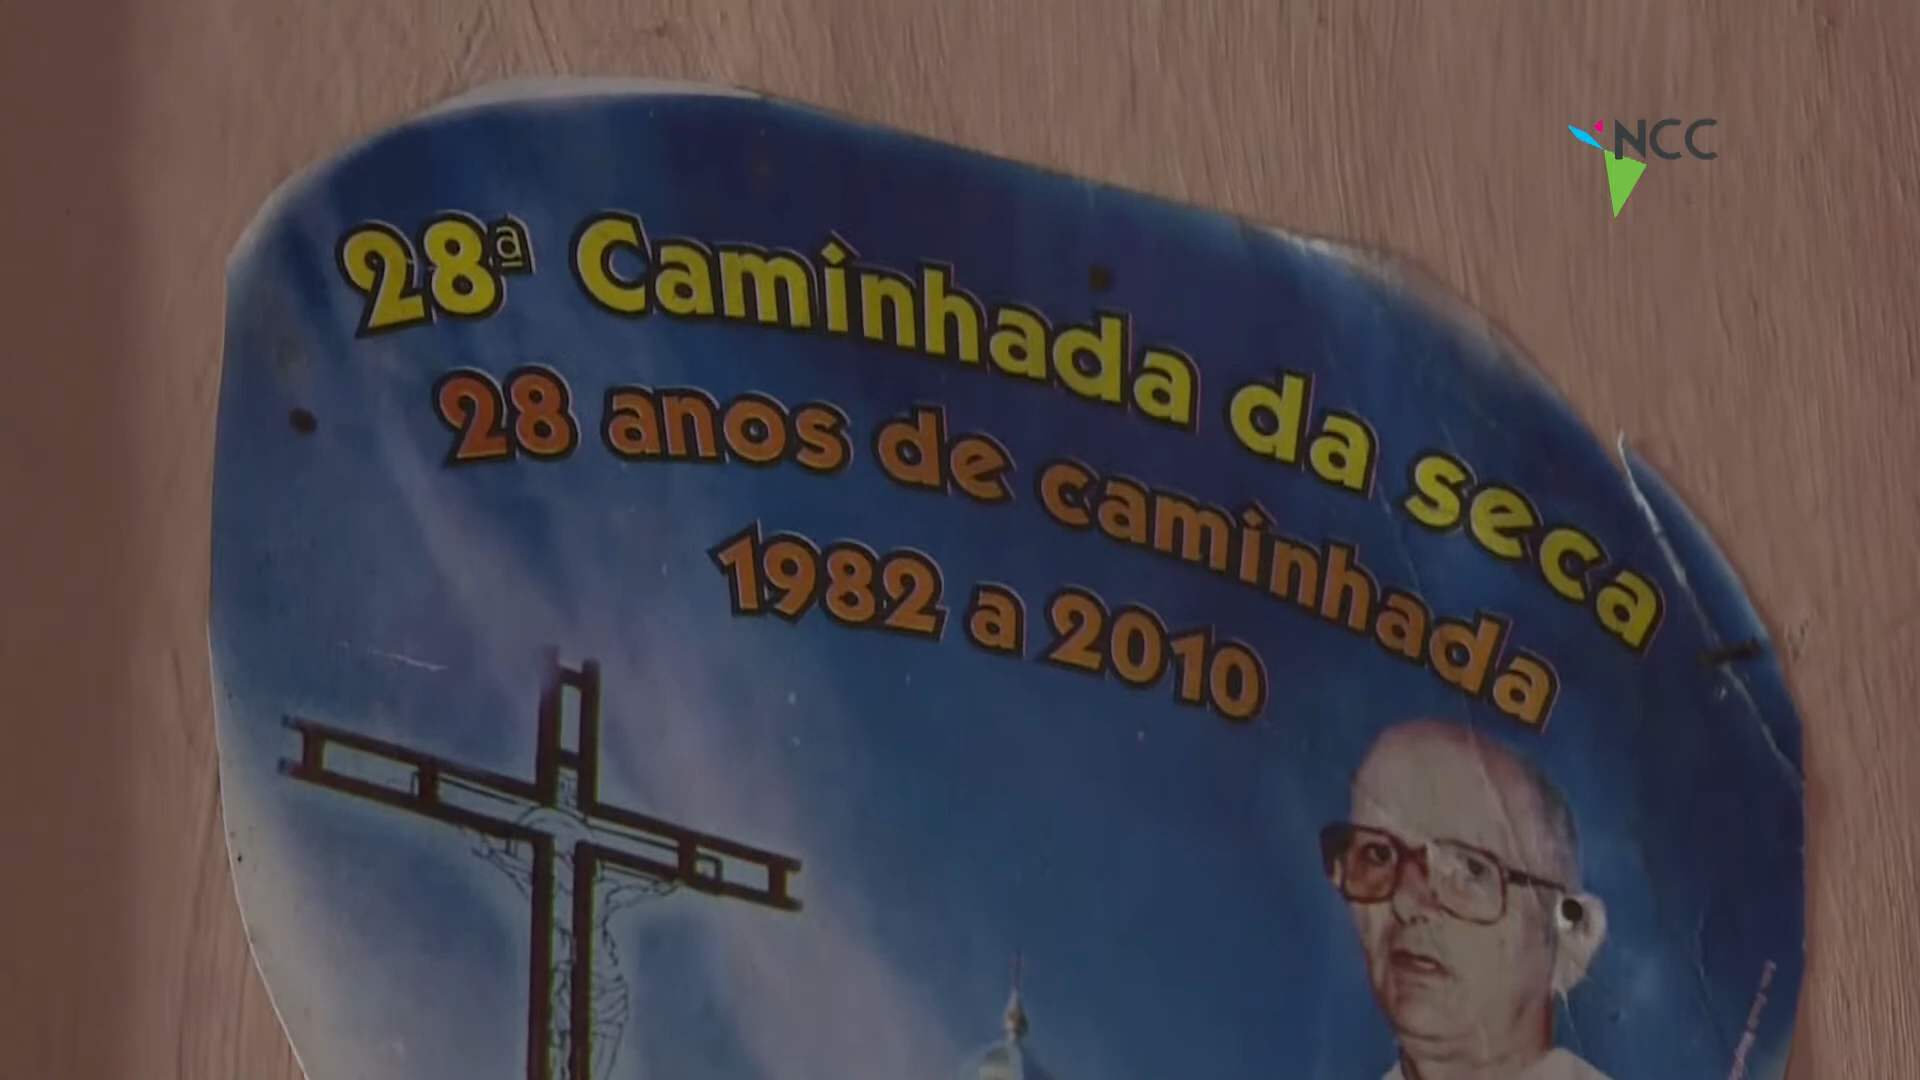 NCC
28ª Caminhada da seca
28 anos de caminhada
1982 a 2010